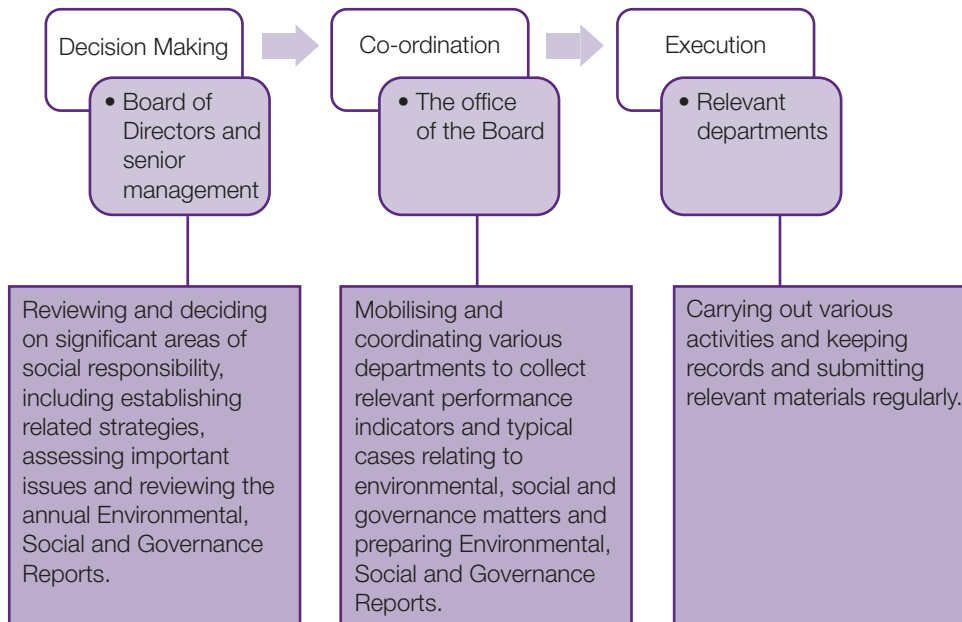 Decision Making
Co-ordination
Execution
• Board of
Directors and
senior
management
• The office
of the Board
• Relevant
departments
Reviewing and deciding
on significant areas of
social responsibility,
including establishing
related strategies,
assessing important
issues and reviewing the
annual Environmental,
Social and Governance
Reports.
Mobilising and
coordinating various
departments to collect
relevant performance
indicators and typical
cases relating to
environmental, social and
governance matters and
preparing Environmental,
Social and Governance
Reports.
Carrying out various
activities and keeping
records and submitting
relevant materials regularly.